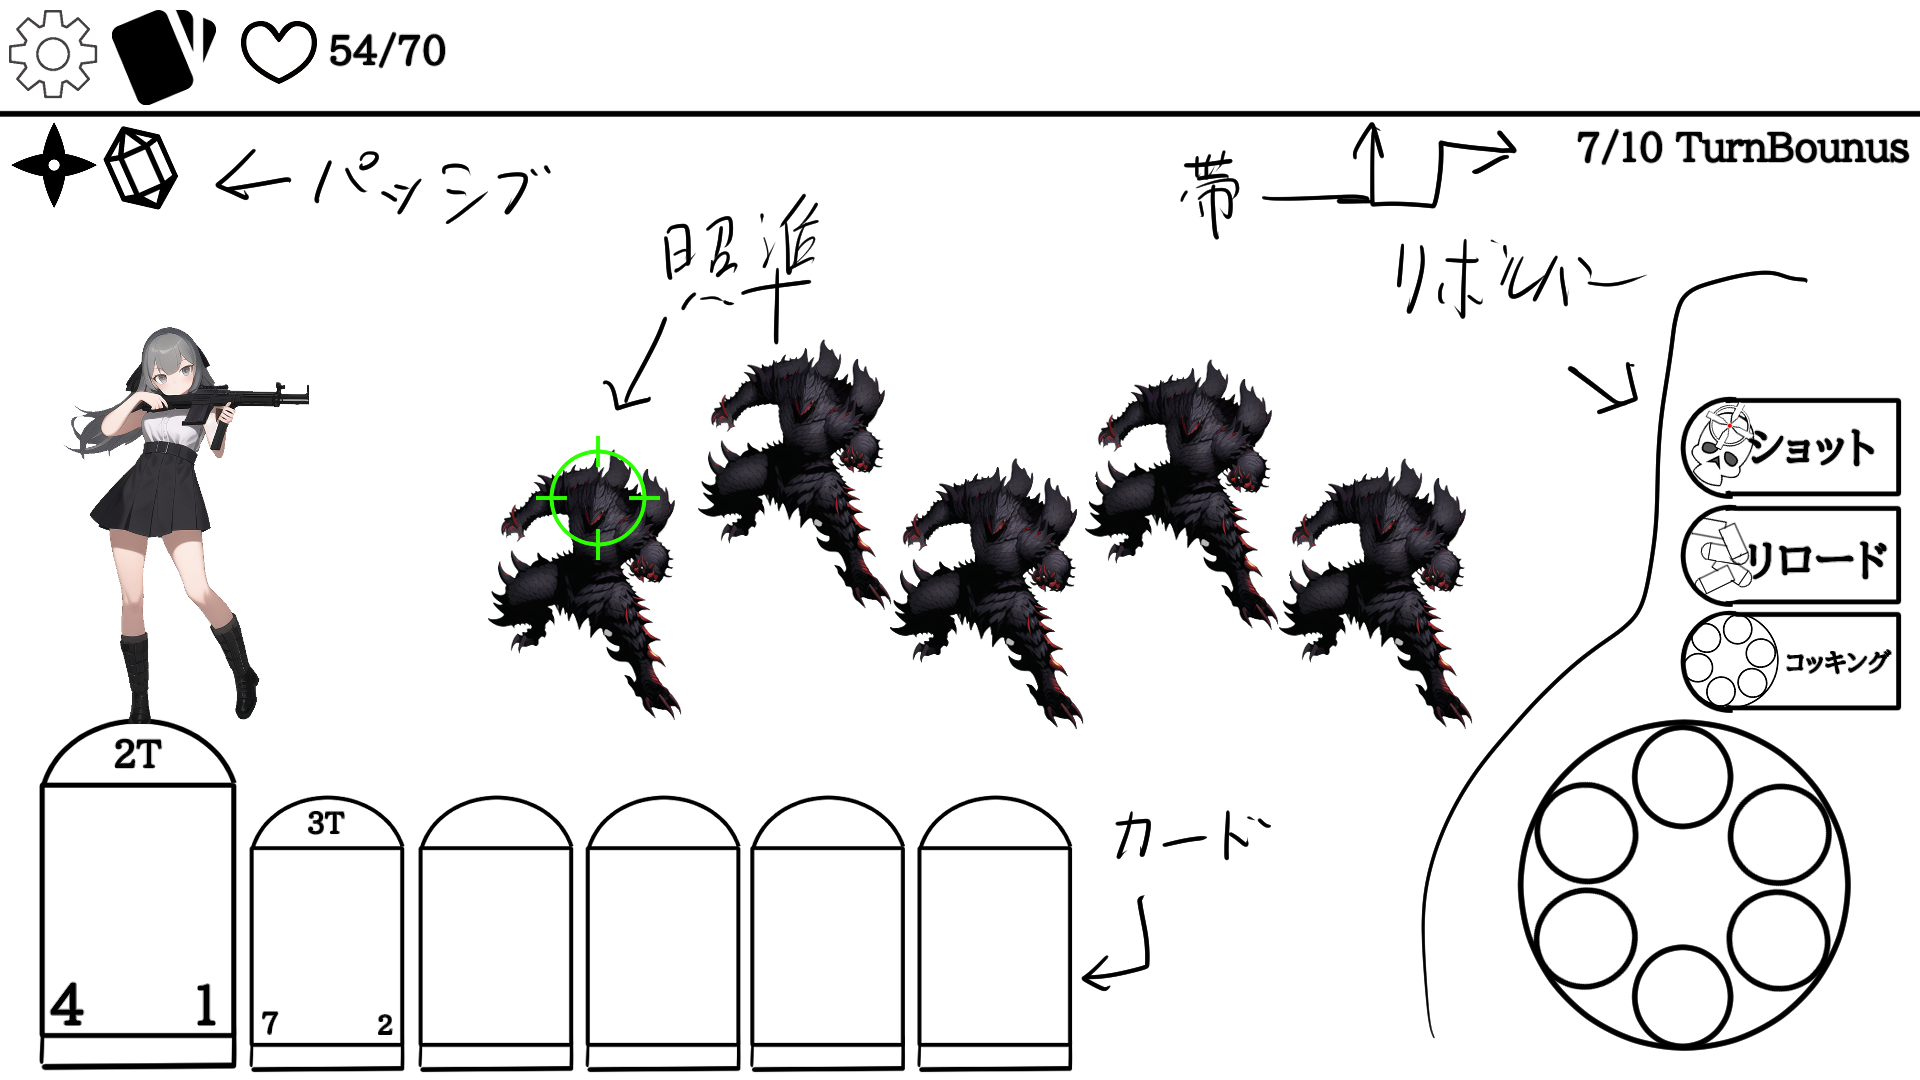 54/70
7/10 TurnBounus
パッシブ
帯
照準
リボルバー
ショット
リロード
コッキング
2T
4 1
3T
7 2
カード